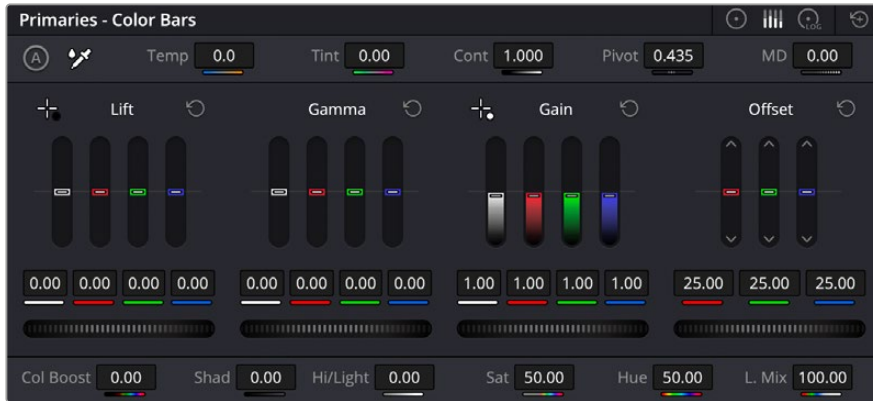 Primaries - Color Bars LOG
A Temp 0.0 Tint 0.00 Cont 1.000 Pivot 0.435 MD 0.00
Lift Gamma Gain Offset
0.00 0.00 0.00 0.00 0.00 0.00 0.00 0.00 1.00 1.00 1.00 1.00 25.00 25.00 25.00
Col Boost 0.00 Shad 0.00 Hi/Light 0.00 Sat 50.00 Hue 50.00 L. Mix 100.00